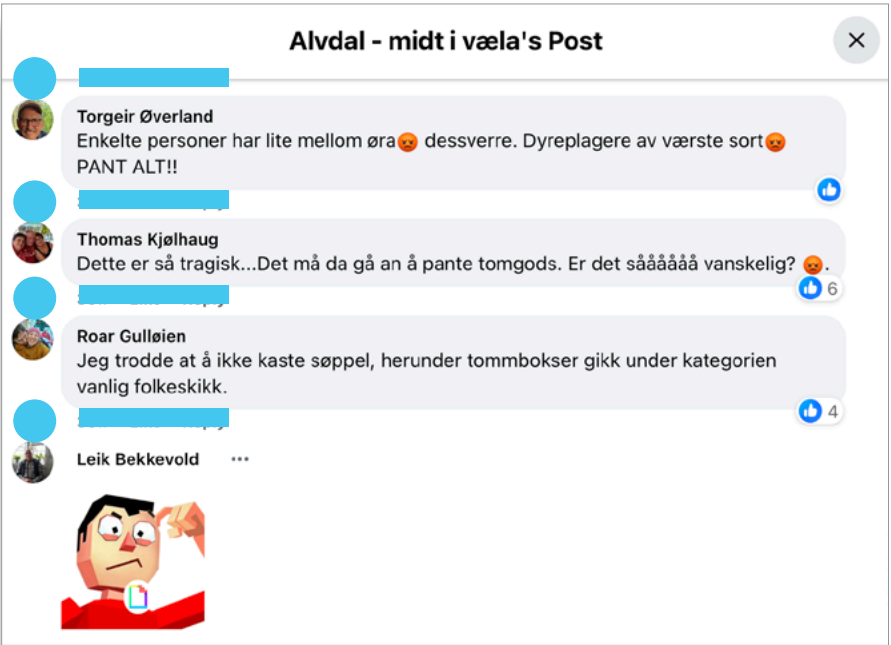 Alvdal - midt i væla's Post
Torgeir Øverland
Enkelte personer har lite mellom øra😡 dessverre. Dyreplagere av værste sort😡
PANT ALT!!
Thomas Kjølhaug
Dette er så tragisk...Det må da gå an å pante tomgods. Er det såååååå vanskelig? 😡.
6
Roar Gulløien
Jeg trodde at å ikke kaste søppel, herunder tommbokser gikk under kategorien
vanlig folkeskikk.
4
Leik Bekkevold